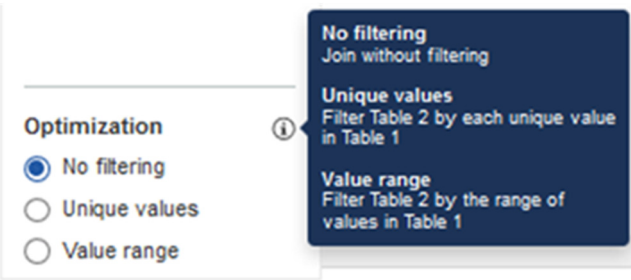 Optimization
No filtering
Unique values
Value range
No filtering
Join without filtering
Unique values
Filter Table 2 by each unique value
in Table 1
Value range
Filter Table 2 by the range of
values in Table 1